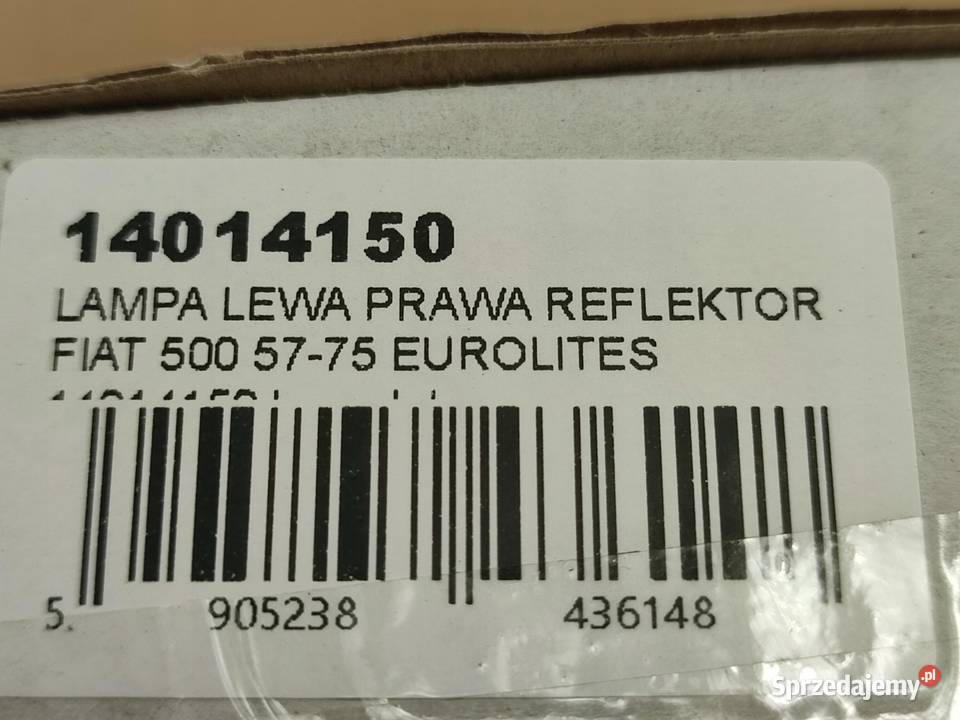 14014150
LAMPA LEWA PRAWA REFLEKTOR
FIAT 500 57-75 EUROLITES
5. 905238 436148
Sprzedajemy.pl